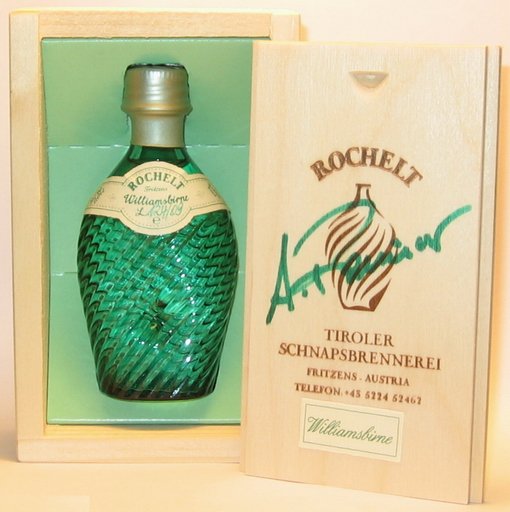 ROCHELT
Fritzens
Williamsbirne
ROCHELT
TIROLER
SCHNAPSBRENNEREI
FRITZENS . AUSTRIA
TELEFON . +43 5224 52462
Williamsbirne